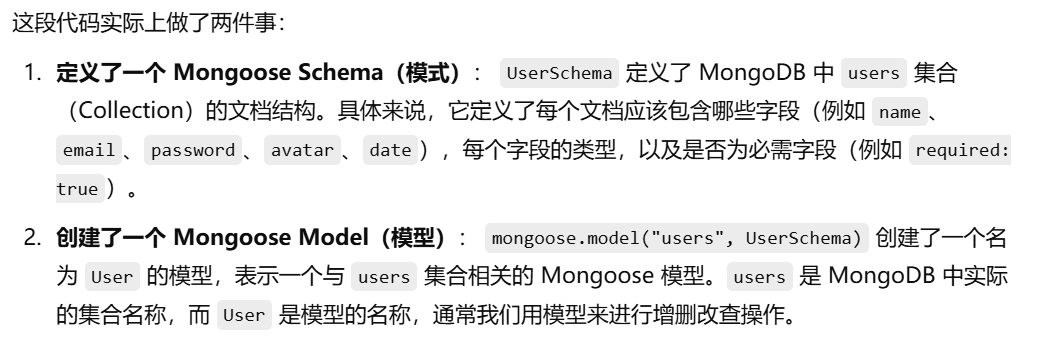 这段代码实际上做了两件事：
1. 定义了一个 Mongoose Schema（模式）： UserSchema 定义了 MongoDB 中 users 集合
（Collection）的文档结构。具体来说，它定义了每个文档应该包含哪些字段（例如 name、
email、password、avatar、date），每个字段的类型，以及是否为必需字段（例如 required:
true）。
2. 创建了一个 Mongoose Model（模型）： mongoose.model("users", UserSchema) 创建了一个名
为 User 的模型，表示一个与 users 集合相关的 Mongoose 模型。users 是 MongoDB 中实际
的集合名称，而 User 是模型的名称，通常我们用模型来进行增删改查操作。